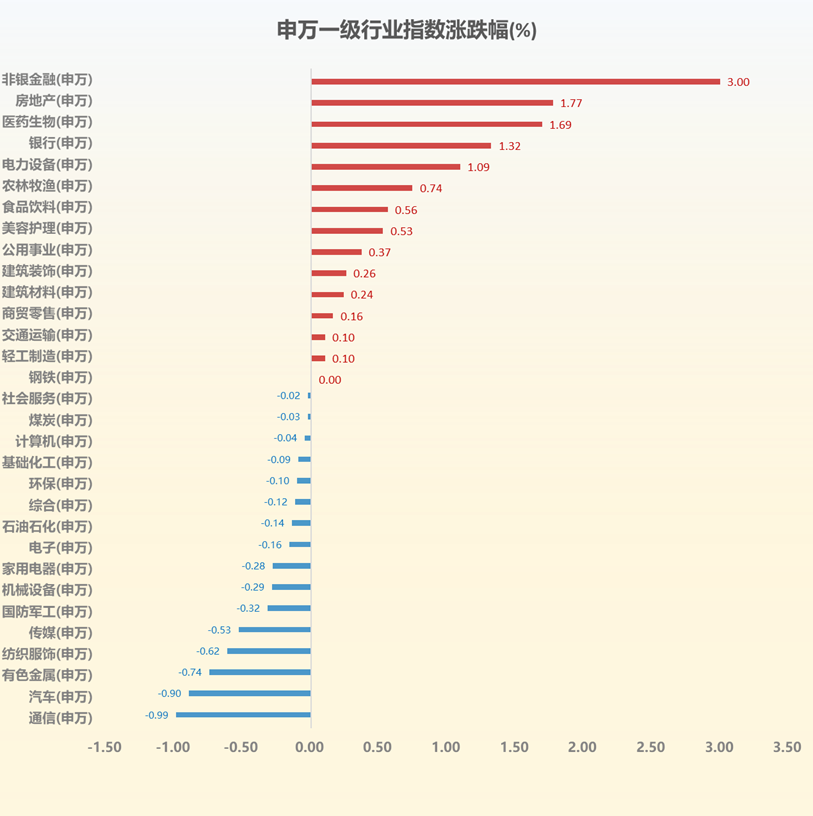 申万一级行业指数涨跌幅(%)
非银金融(申万) 3.00
房地产(申万) 1.77
医药生物(申万) 1.69
银行(申万) 1.32
电力设备(申万) 1.09
农林牧渔(申万) 0.74
食品饮料(申万) 0.56
美容护理(申万) 0.53
公用事业(申万) 0.37
建筑装饰(申万) 0.26
建筑材料(申万) 0.24
商贸零售(申万) 0.16
交通运输(申万) 0.10
轻工制造(申万) 0.10
钢铁(申万) 0.00
社会服务(申万) -0.02
煤炭(申万) -0.03
计算机(申万) -0.04
基础化工(申万) -0.09
环保(申万) -0.10
综合(申万) -0.12
石油石化(申万) -0.14
电子(申万) -0.16
家用电器(申万) -0.28
机械设备(申万) -0.29
国防军工(申万) -0.32
传媒(申万) -0.53
纺织服饰(申万) -0.62
有色金属(申万) -0.74
汽车(申万) -0.90
通信(申万) -0.99
-1.50 -1.00 -0.50 0.00 0.50 1.00 1.50 2.00 2.50 3.00 3.50